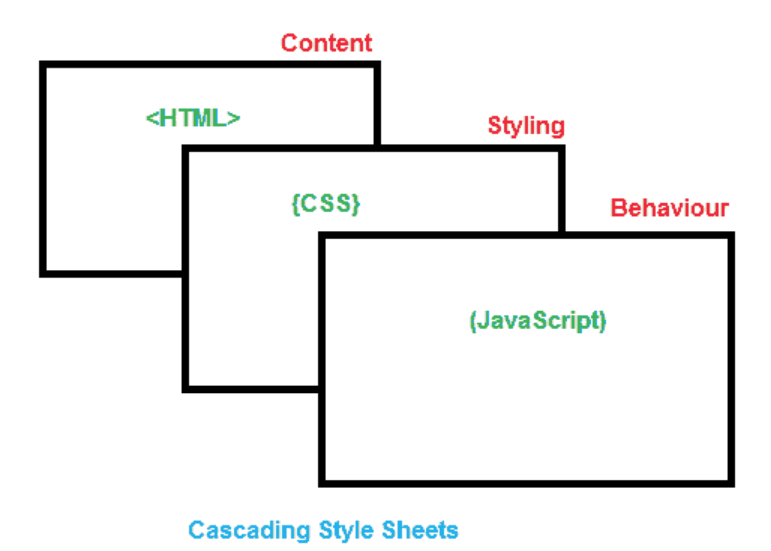 Content
<HTML>
Styling
{CSS}
Behaviour
(JavaScript)
Cascading Style Sheets